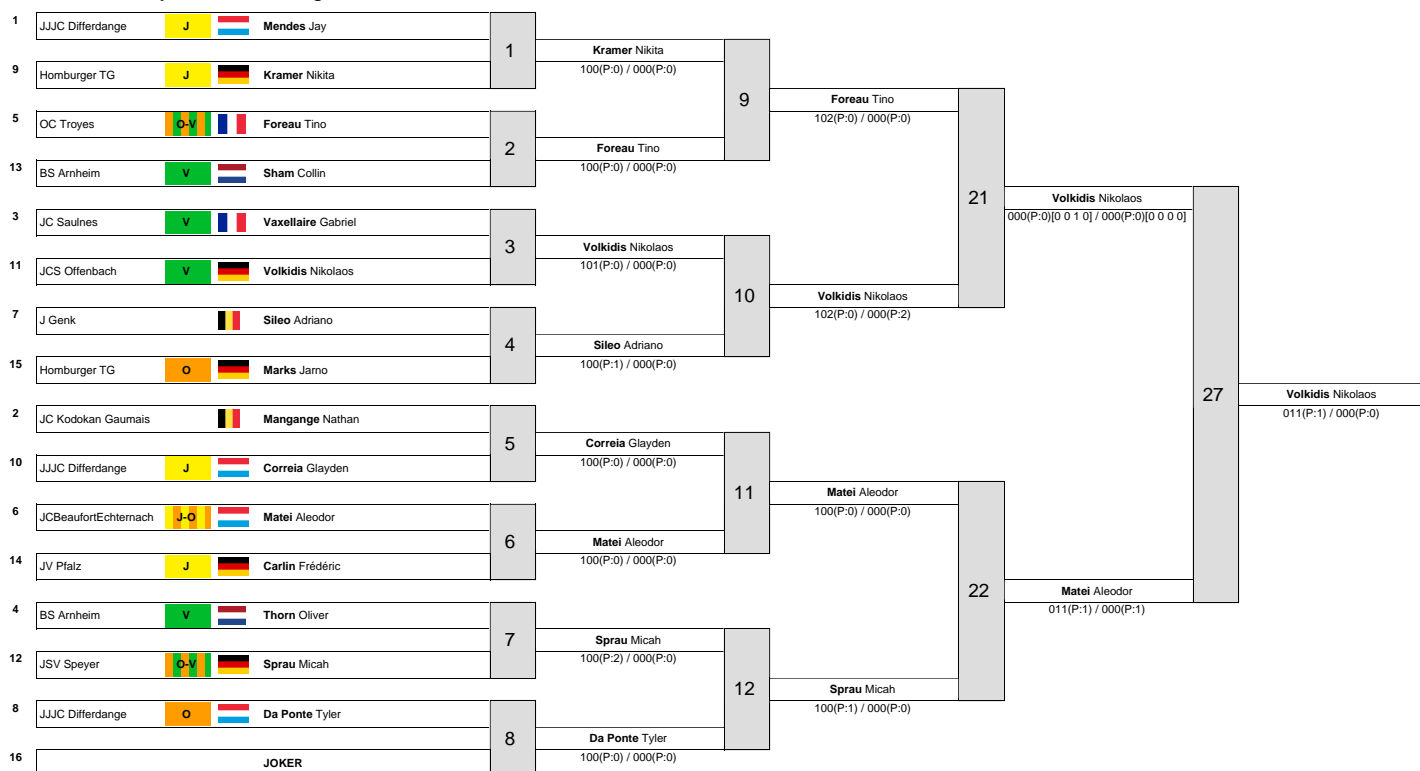 1 JJJC Differdange J Mendes Jay
1
Kramer Nikita
100(P:0) / 000(P:0)
9 Homburger TG J Kramer Nikita
9
Foreau Tino
102(P:0) / 000(P:0)
5 OC Troyes O-V Foreau Tino
2
Foreau Tino
100(P:0) / 000(P:0)
13 BS Arnheim V Sham Collin
21
Volkidis Nikolaos
000(P:0)[0 0 1 0] / 000(P:0)[0 0 0 0]
3 JC Saulnes V Vaxellaire Gabriel
3
Volkidis Nikolaos
101(P:0) / 000(P:0)
11 JCS Offenbach V Volkidis Nikolaos
10
Volkidis Nikolaos
102(P:0) / 000(P:2)
7 J Genk Sileo Adriano
4
Sileo Adriano
100(P:1) / 000(P:0)
15 Homburger TG O Marks Jarno
27
Volkidis Nikolaos
011(P:1) / 000(P:0)
2 JC Kodokan Gaumais Mangange Nathan
5
Correia Glayden
100(P:0) / 000(P:0)
10 JJJC Differdange J Correia Glayden
11
Matei Aleodor
100(P:0) / 000(P:0)
6 JCBeaufortEchternach J-O Matei Aleodor
6
Matei Aleodor
100(P:0) / 000(P:0)
14 JV Pfalz J Carlin Frédéric
22
Matei Aleodor
011(P:1) / 000(P:1)
4 BS Arnheim V Thorn Oliver
7
Sprau Micah
100(P:2) / 000(P:0)
12 JSV Speyer O-V Sprau Micah
12
Sprau Micah
100(P:1) / 000(P:0)
8 JJJC Differdange O Da Ponte Tyler
8
Da Ponte Tyler
100(P:0) / 000(P:0)
16 JOKER